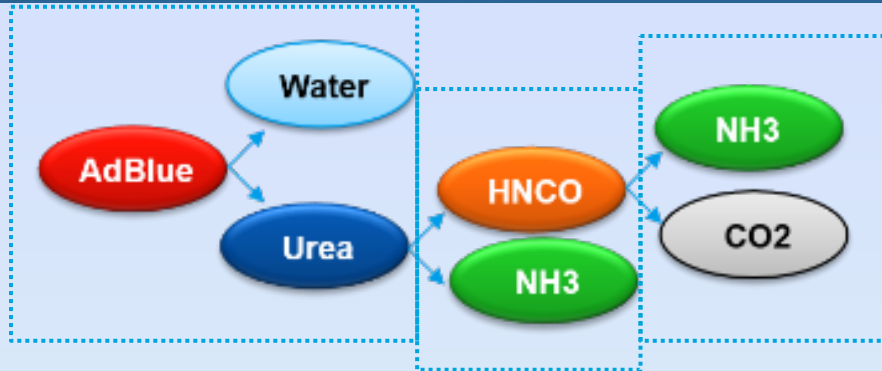 AdBlue
Water
Urea
HNCO
NH3
NH3
CO2